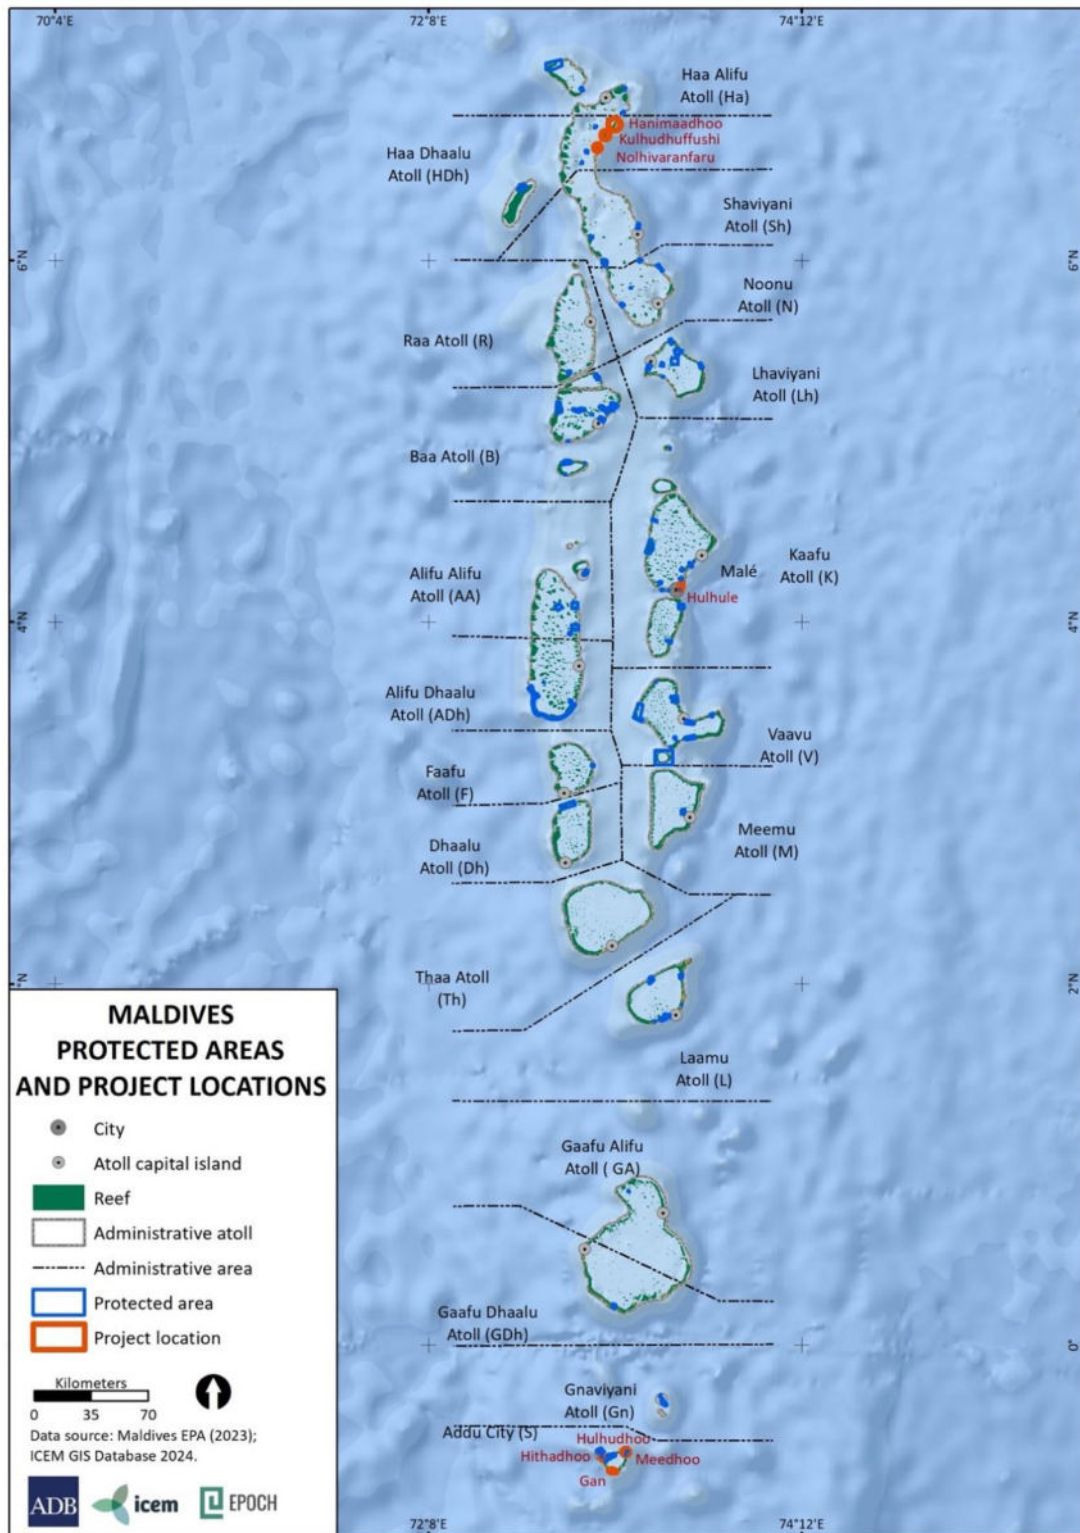 70°4'E
72°8'E
74°12'E
Haa Alifu
Atoll (Ha)
Hanimaadhoo
Kulhudhuffushi
Nolhivaranfaru
Haa Dhaalu
Atoll (HDh)
Shaviyani
Atoll (Sh)
6°N
6°N
Noonu
Atoll (N)
Raa Atoll (R)
Lhaviyani
Atoll (Lh)
Baa Atoll (B)
Kaafu
Atoll (K)
Malé
Hulhule
Alifu Alifu
Atoll (AA)
4°N
4°N
Alifu Dhaalu
Atoll (ADh)
Vaavu
Atoll (V)
Faafu
Atoll (F)
Meemu
Atoll (M)
Dhaalu
Atoll (Dh)
Thaa Atoll
(Th)
°N
2°N
Laamu
Atoll (L)
Gaafu Alifu
Atoll ( GA)
Gaafu Dhaalu
Atoll (GDh)
0°
Gnaviyani
Atoll (Gn)
Addu City (S)
Hulhudhoo
Hithadhoo
Meedhoo
Gan
72°8'E
74°12'E
MALDIVES
PROTECTED AREAS
AND PROJECT LOCATIONS
City
Atoll capital island
Reef
Administrative atoll
Administrative area
Protected area
Project location
Kilometers
0 35 70
Data source: Maldives EPA (2023);
ICEM GIS Database 2024.
ADB icem EPOCH